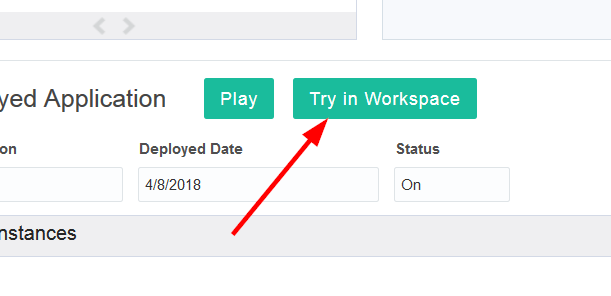 yed Application Play Try in Workspace
on Deployed Date Status
4/8/2018 On
nstances